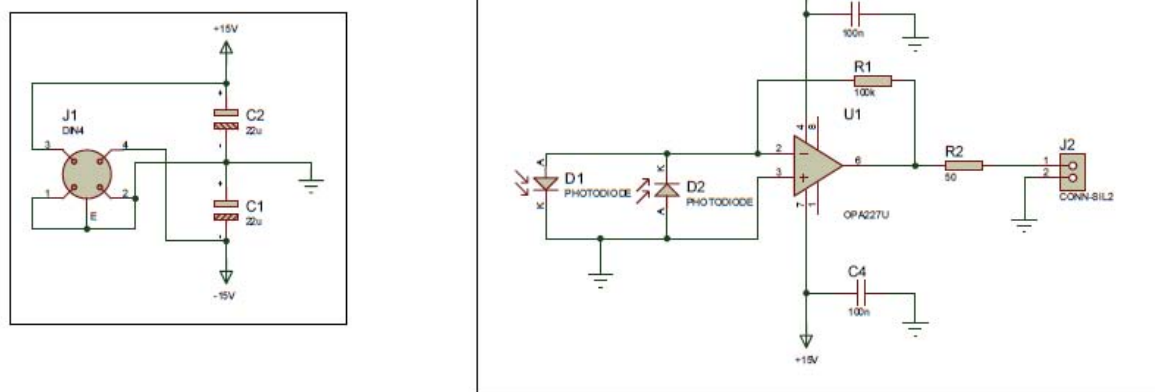 +15V
J1
DIN4
3
4
1
2
E
+
C2
22u
-
+
C1
22u
-
-15V
100n
R1
100k
U1
4
8
2
3
6
7
1
OPA227U
A
D1
PHOTODIODE
K
K
D2
PHOTODIODE
A
R2
50
J2
1
2
CONN-SIL2
C4
100n
+15V